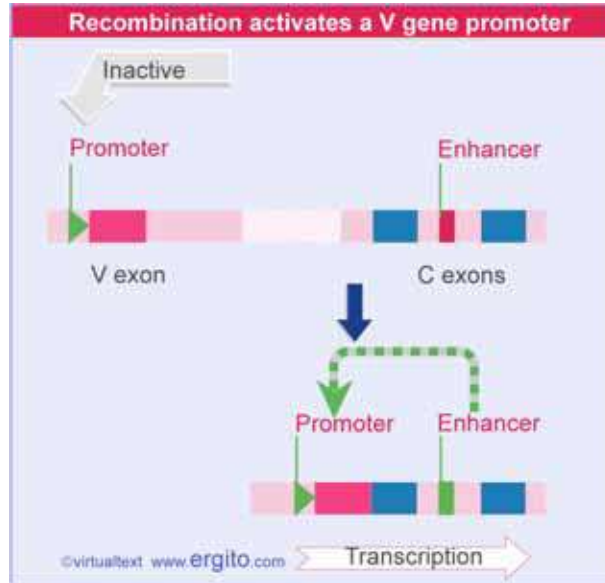 Recombination activates a V gene promoter
Inactive
Promoter Enhancer
V exon C exons
Promoter Enhancer
©virtualtext www.ergito.com Transcription